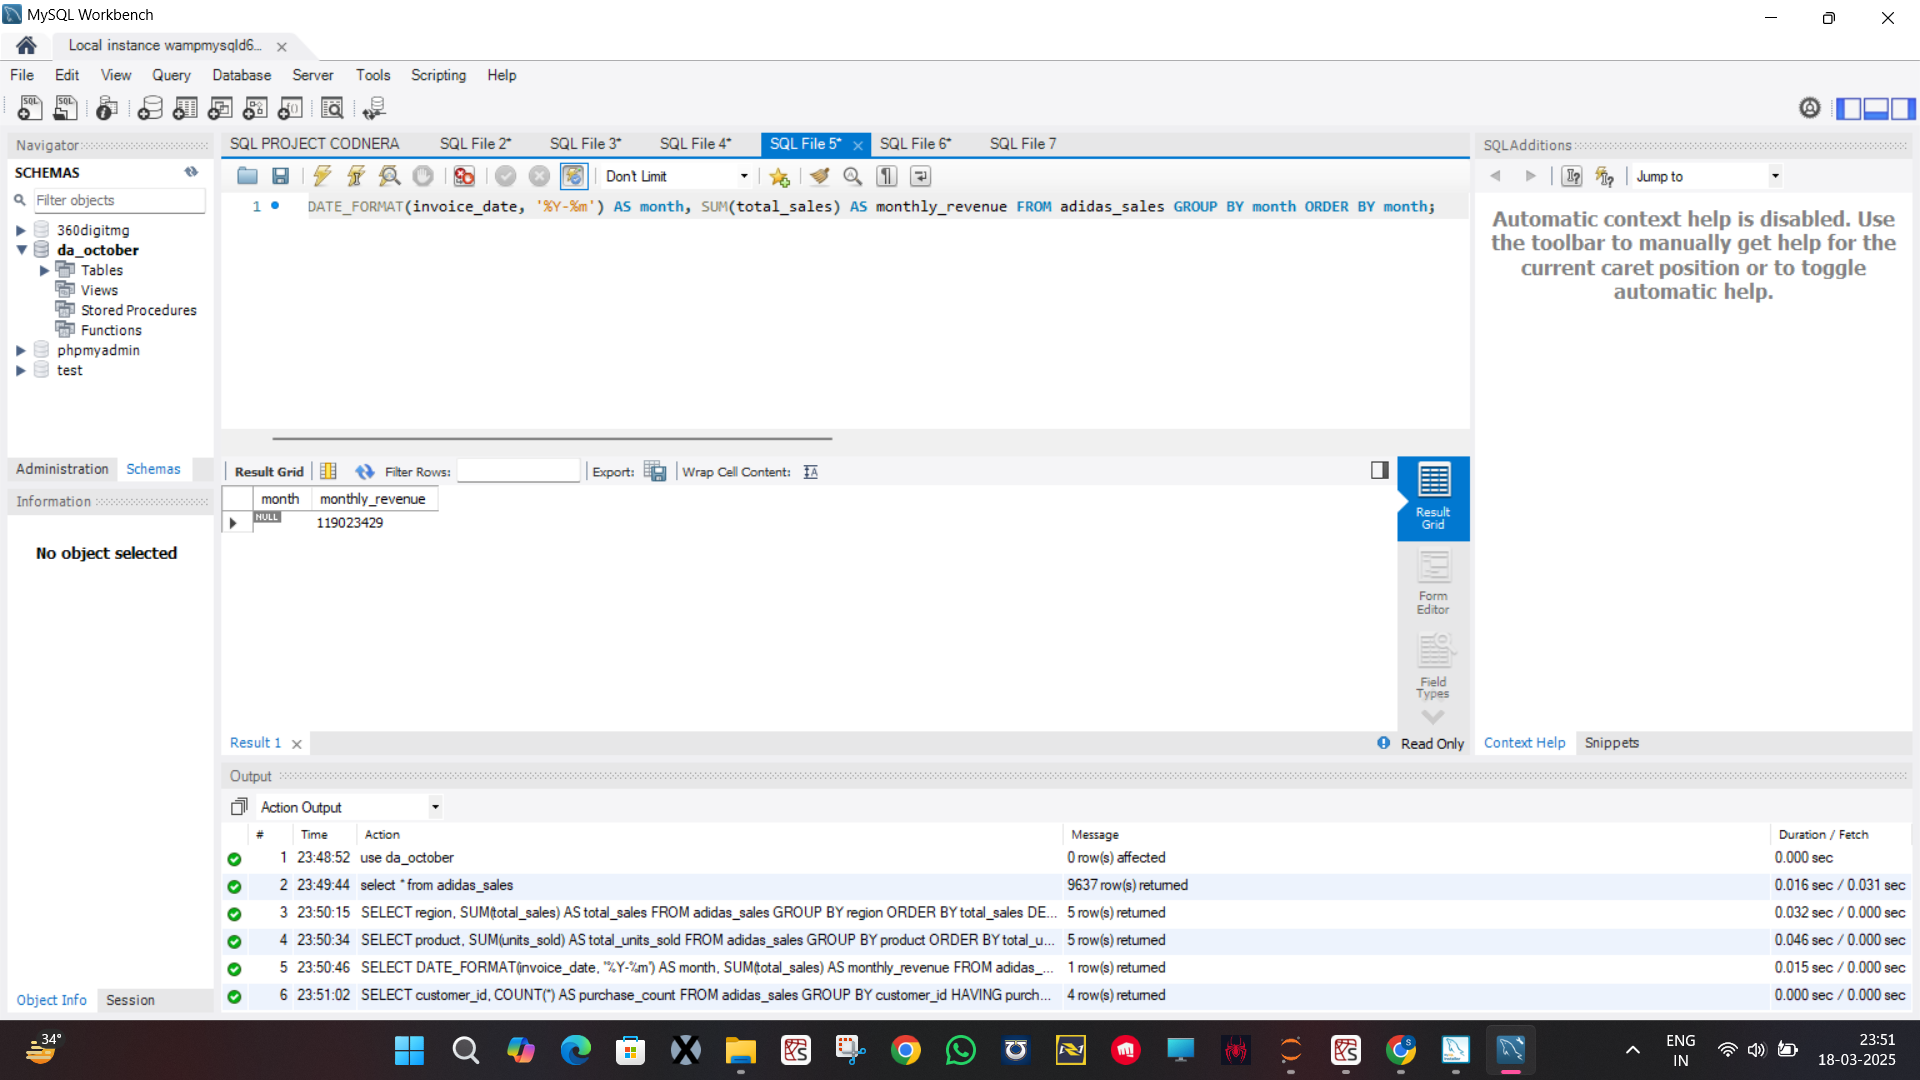 MySQL Workbench
Local instance wampmysqld6...
File Edit View Query Database Server Tools Scripting Help
Navigator
SCHEMAS
Filter objects
360digitmg
da_october
Tables
Views
Stored Procedures
Functions
phpmyadmin
test
Administration Schemas
Information
No object selected
Object Info Session
SQL PROJECT CODNERA SQL File 2* SQL File 3* SQL File 4* SQL File 5* SQL File 6* SQL File 7
Don't Limit
1 DATE_FORMAT(invoice_date, '%Y-%m') AS month, SUM(total_sales) AS monthly_revenue FROM adidas_sales GROUP BY month ORDER BY month;
Result Grid Filter Rows: Export: Wrap Cell Content:
month monthly_revenue
NULL 119023429
Result Grid
Form Editor
Field Types
Result 1 Read Only
SQLAdditions
Jump to
Automatic context help is disabled. Use
the toolbar to manually get help for the
current caret position or to toggle
automatic help.
Context Help Snippets
Output
Action Output
# Time Action Message Duration / Fetch
1 23:48:52 use da_october 0 row(s) affected 0.000 sec
2 23:49:44 select * from adidas_sales 9637 row(s) returned 0.016 sec / 0.031 sec
3 23:50:15 SELECT region, SUM(total_sales) AS total_sales FROM adidas_sales GROUP BY region ORDER BY total_sales DE... 5 row(s) returned 0.032 sec / 0.000 sec
4 23:50:34 SELECT product, SUM(units_sold) AS total_units_sold FROM adidas_sales GROUP BY product ORDER BY total_u... 5 row(s) returned 0.046 sec / 0.000 sec
5 23:50:46 SELECT DATE_FORMAT(invoice_date, '%Y-%m') AS month, SUM(total_sales) AS monthly_revenue FROM adidas_... 1 row(s) returned 0.015 sec / 0.000 sec
6 23:51:02 SELECT customer_id, COUNT(*) AS purchase_count FROM adidas_sales GROUP BY customer_id HAVING purch... 4 row(s) returned 0.000 sec / 0.000 sec
34°
ENG
IN
23:51
18-03-2025